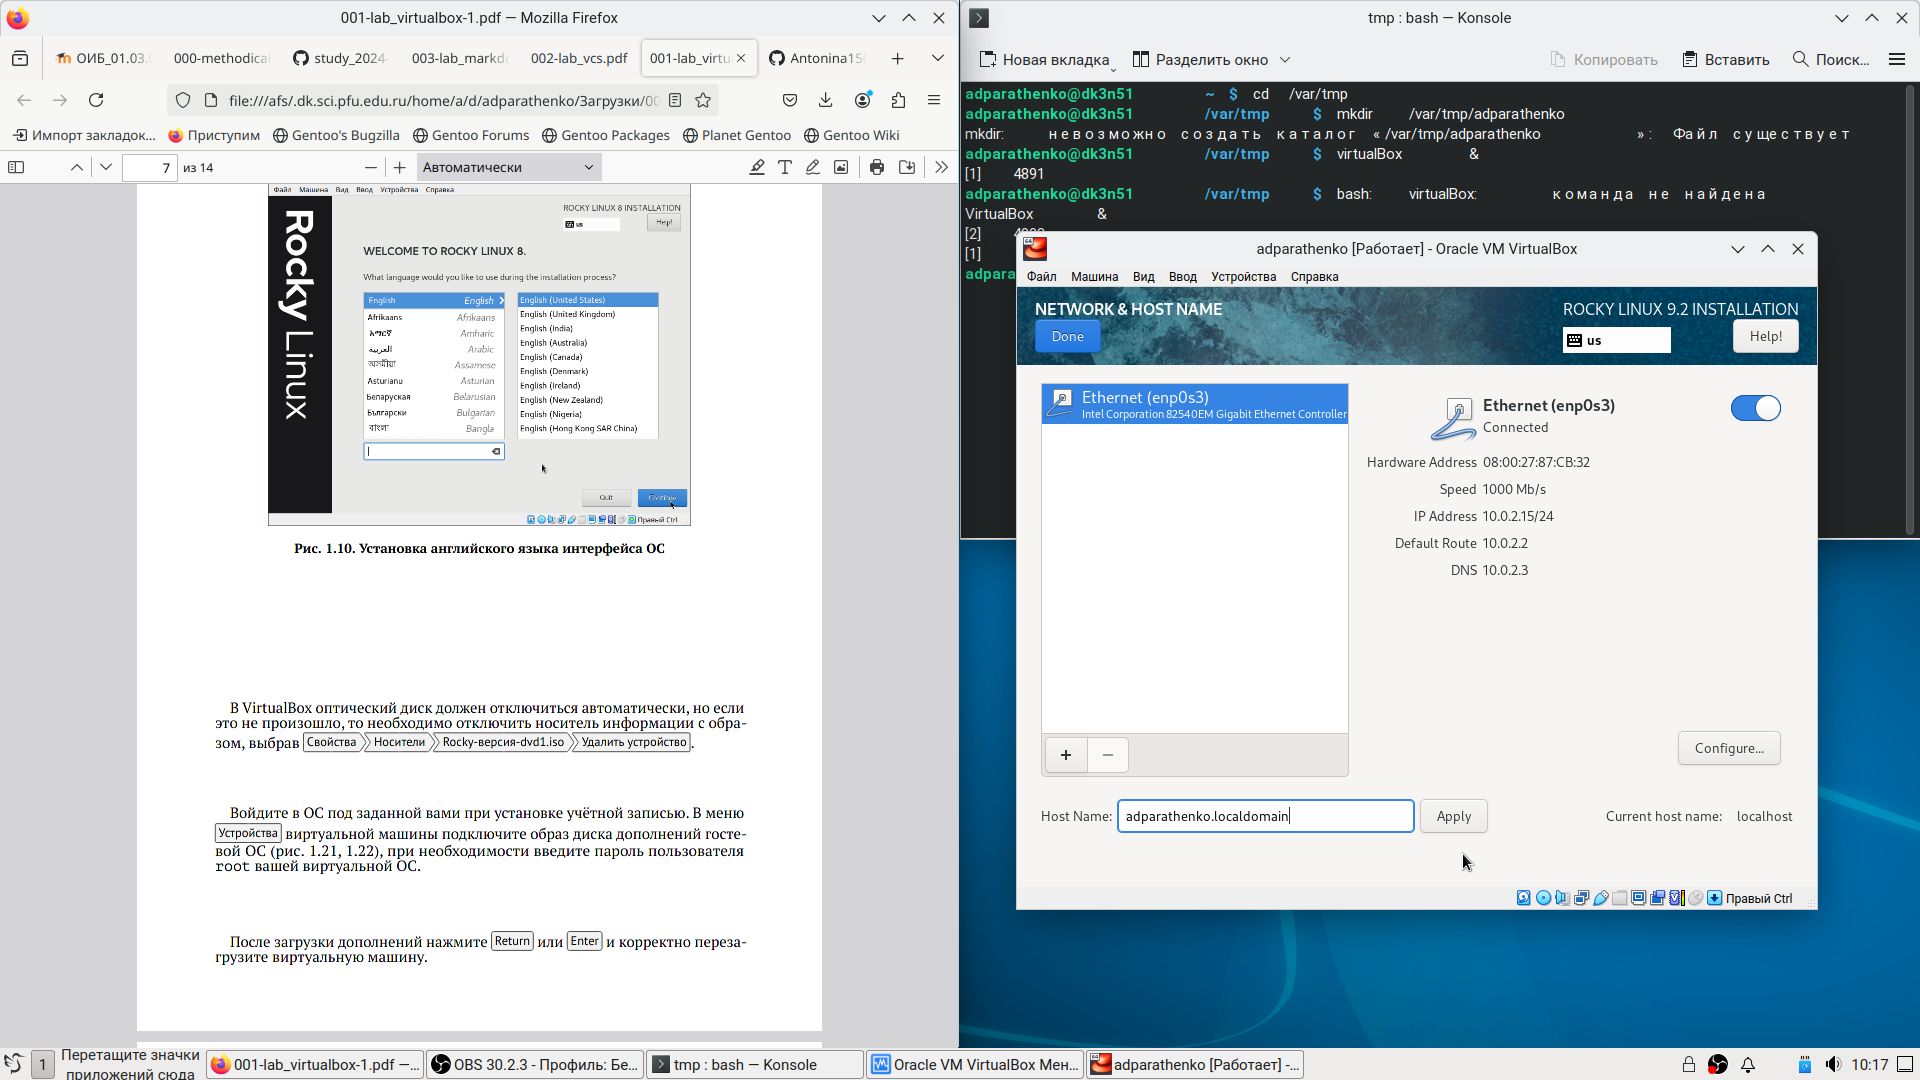 001-lab_virtualbox-1.pdf — Mozilla Firefox
ОИБ_01.03.
000-methodical
study_2024-
003-lab_markdo
002-lab_vcs.pdf
001-lab_virtu
Antonina150
file:///afs/.dk.sci.pfu.edu.ru/home/a/d/adparathenko/Загрузки/00
Импорт закладок...
Приступим
Gentoo's Bugzilla
Gentoo Forums
Gentoo Packages
Planet Gentoo
Gentoo Wiki
7 из 14
Автоматически
Файл Машина Вид Ввод Устройства Справка
Rocky Linux
ROCKY LINUX 8 INSTALLATION
us
Help!
WELCOME TO ROCKY LINUX 8.
What language would you like to use during the installation process?
English English
Afrikaans Afrikaans
አማርኛ Amharic
العربية Arabic
অসমীয়া Assamese
Asturianu Asturian
Беларуская Belarusian
Български Bulgarian
বাংলা Bangla
English (United States)
English (United Kingdom)
English (India)
English (Australia)
English (Canada)
English (Denmark)
English (Ireland)
English (New Zealand)
English (Nigeria)
English (Hong Kong SAR China)
Quit
Continue
Правый Ctrl
Рис. 1.10. Установка английского языка интерфейса ОС
В VirtualBox оптический диск должен отключиться автоматически, но если
это не произошло, то необходимо отключить носитель информации с обра-
зом, выбрав Свойства Носители Rocky-версия-dvd1.iso Удалить устройство.
Войдите в ОС под заданной вами при установке учётной записью. В меню
Устройства виртуальной машины подключите образ диска дополнений госте-
вой ОС (рис. 1.21, 1.22), при необходимости введите пароль пользователя
root вашей виртуальной ОС.
После загрузки дополнений нажмите Return или Enter и корректно переза-
грузите виртуальную машину.
tmp : bash — Konsole
Новая вкладка
Разделить окно
Копировать
Вставить
Поиск...
adparathenko@dk3n51 ~ $ cd /var/tmp
adparathenko@dk3n51 /var/tmp $ mkdir /var/tmp/adparathenko
mkdir: невозможно создать каталог «/var/tmp/adparathenko»: Файл существует
adparathenko@dk3n51 /var/tmp $ virtualBox &
[1] 4891
adparathenko@dk3n51 /var/tmp $ bash: virtualBox: команда не найдена
VirtualBox &
[2]
[1]
adpara
adparathenko [Работает] - Oracle VM VirtualBox
Файл Машина Вид Ввод Устройства Справка
NETWORK & HOST NAME
Done
ROCKY LINUX 9.2 INSTALLATION
us
Help!
Ethernet (enp0s3)
Intel Corporation 82540EM Gigabit Ethernet Controller
Ethernet (enp0s3)
Connected
Hardware Address 08:00:27:87:CB:32
Speed 1000 Mb/s
IP Address 10.0.2.15/24
Default Route 10.0.2.2
DNS 10.0.2.3
+ −
Configure...
Host Name: adparathenko.localdomain
Apply
Current host name: localhost
Правый Ctrl
1
Перетащите значки
приложений сюда
001-lab_virtualbox-1.pdf —...
OBS 30.2.3 - Профиль: Бе...
tmp : bash — Konsole
Oracle VM VirtualBox Мен...
adparathenko [Работает] -...
10:17